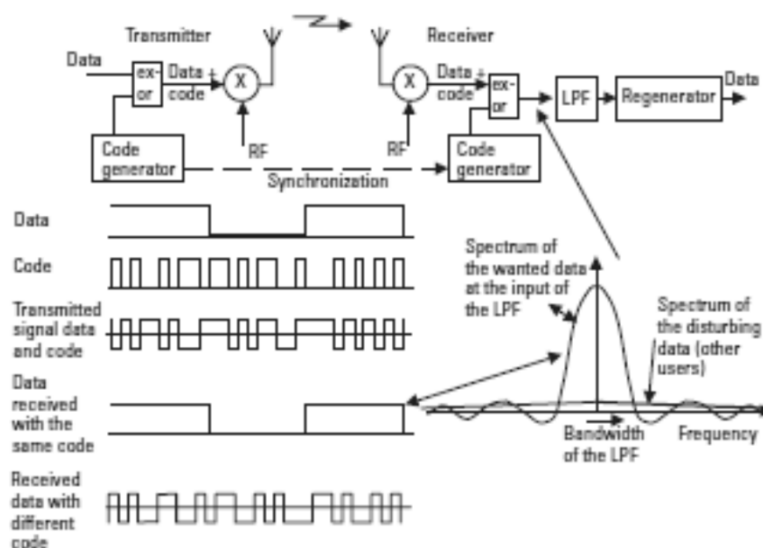 Transmitter
Receiver
Data
ex-
or
Data +
code
X
RF
Code
generator
Synchronization
X
RF
Data +
code
ex-
or
Code
generator
LPF
Regenerator
Data
Data
Code
Transmitted
signal data
and code
Data
received
with the
same code
Received
data with
different
code
Spectrum of
the wanted data
at the input of
the LPF
Spectrum of
the disturbing
data (other
users)
Bandwidth
of the LPF
Frequency